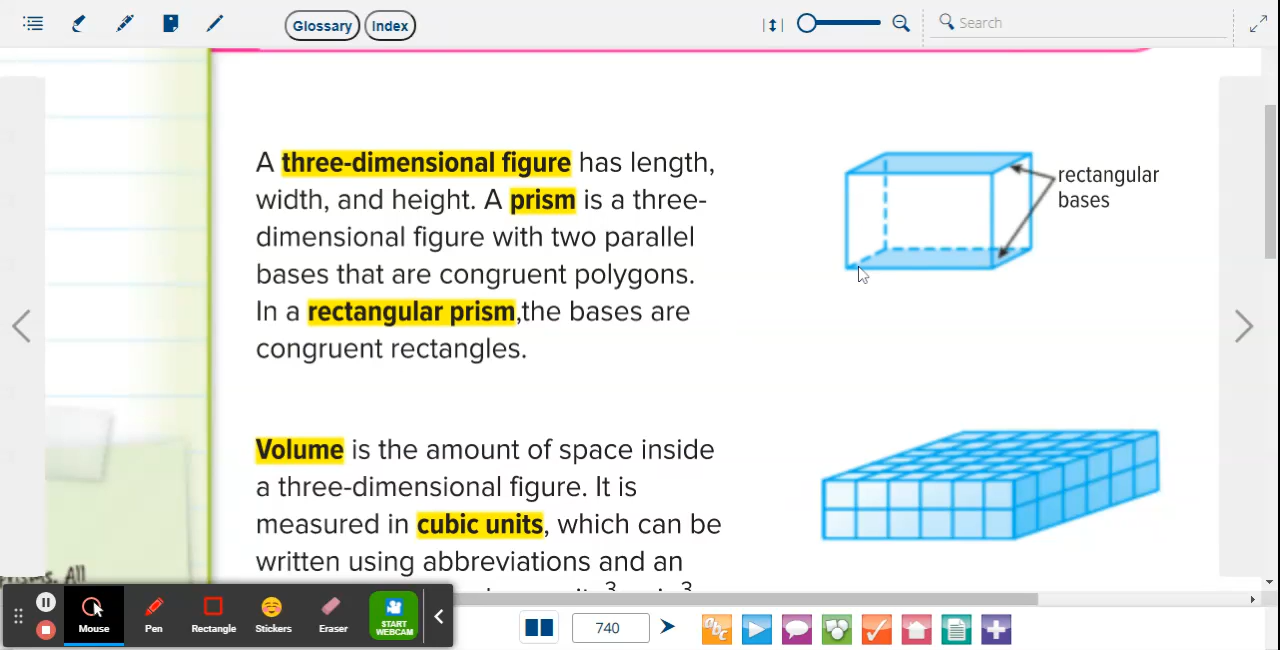 Glossary
Index
Search
A three-dimensional figure has length,
width, and height. A prism is a three-
dimensional figure with two parallel
bases that are congruent polygons.
In a rectangular prism,the bases are
congruent rectangles.
rectangular
bases
Volume is the amount of space inside
a three-dimensional figure. It is
measured in cubic units, which can be
written using abbreviations and an
All
Mouse
Pen
Rectangle
Stickers
Eraser
START
WEBCAM
740
abc